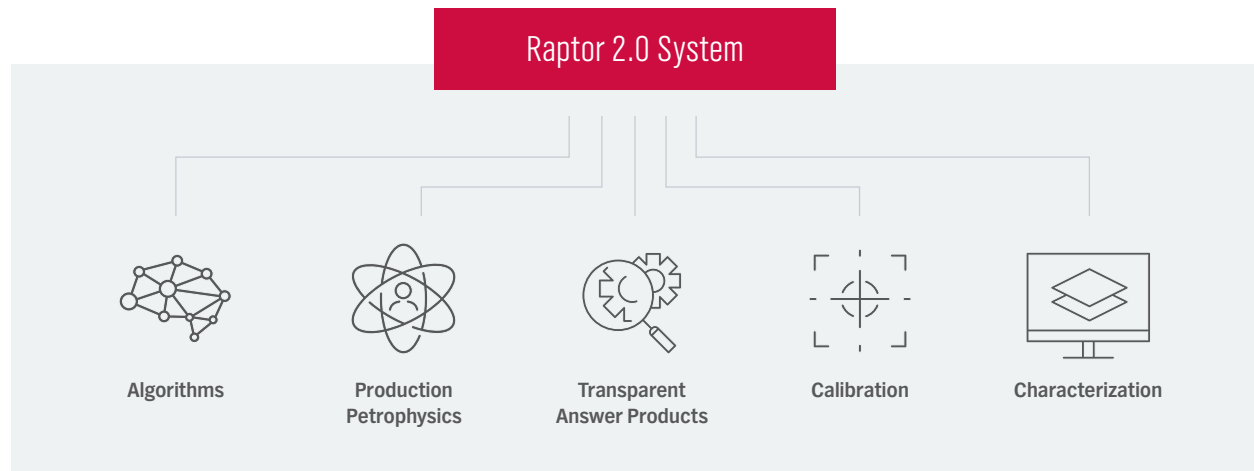 Raptor 2.0 System
Algorithms
Production
Petrophysics
Transparent
Answer Products
Calibration
Characterization